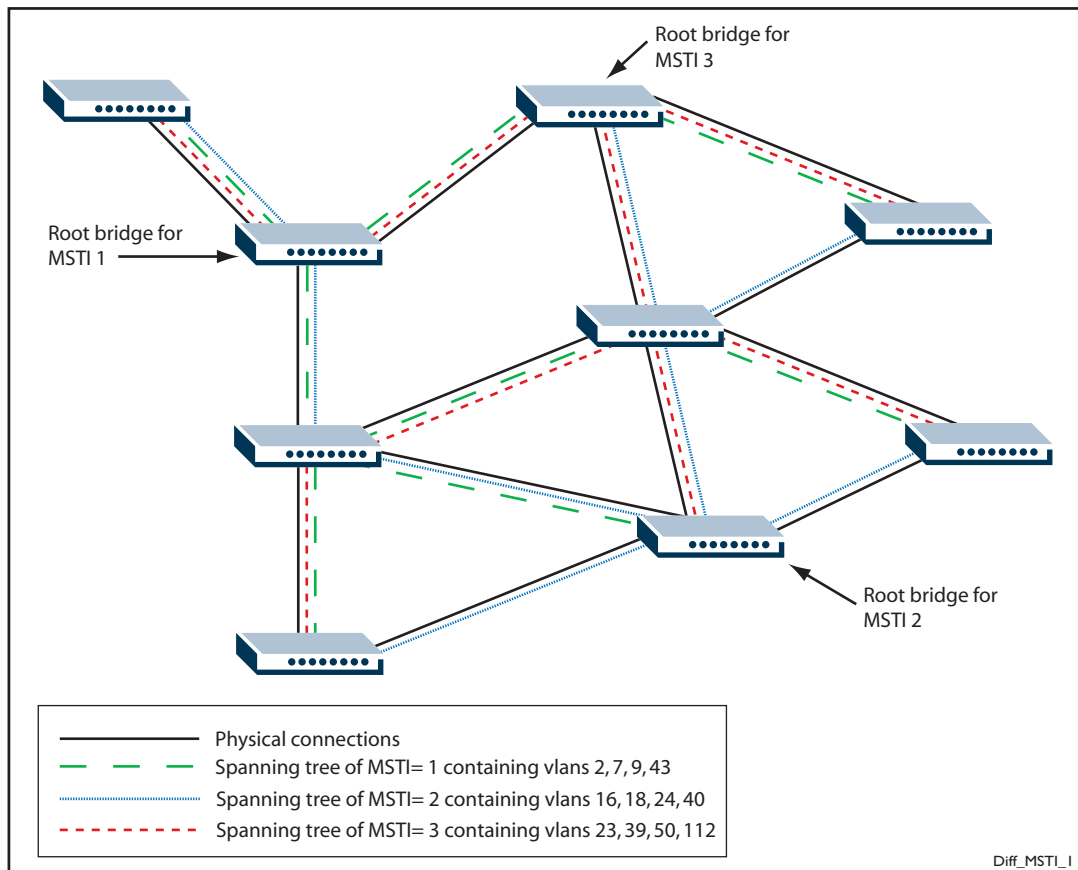 Root bridge for
MSTI 3
Root bridge for
MSTI 1
Root bridge for
MSTI 2
Physical connections
Spanning tree of MSTI= 1 containing vlans 2, 7, 9, 43
Spanning tree of MSTI= 2 containing vlans 16, 18, 24, 40
Spanning tree of MSTI= 3 containing vlans 23, 39, 50, 112
Diff_MSTI_1